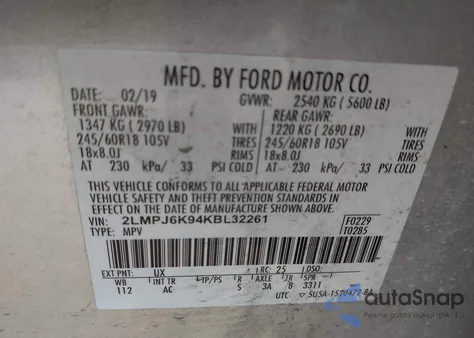 MFD. BY FORD MOTOR CO.
DATE: 02/19 GVWR: 2540 KG ( 5600 LB)
FRONT GAWR: REAR GAWR:
1347 KG ( 2970 LB) WITH 1220 KG ( 2690 LB) WITH
245/60R18 105V TIRES 245/60R18 105V TIRES
18x8.0J RIMS 18x8.0J RIMS
AT 230 kPa/ 33 PSI COLD AT 230 kPa/ 33 PSI COLD
THIS VEHICLE CONFORMS TO ALL APPLICABLE FEDERAL MOTOR
VEHICLE SAFETY AND THEFT PREVENTION STANDARDS IN
EFFECT ON THE DATE OF MANUFACTURE SHOWN ABOVE.
VIN: 2LMPJ6K94KBL32261 F0229
TYPE: MPV T0285
EXT PNT: UX RC: 25 DSO:
WB INT TR TP/PS R AXLE TR SPR
112 AC S 3A 8 3311
UTC
autoSnap